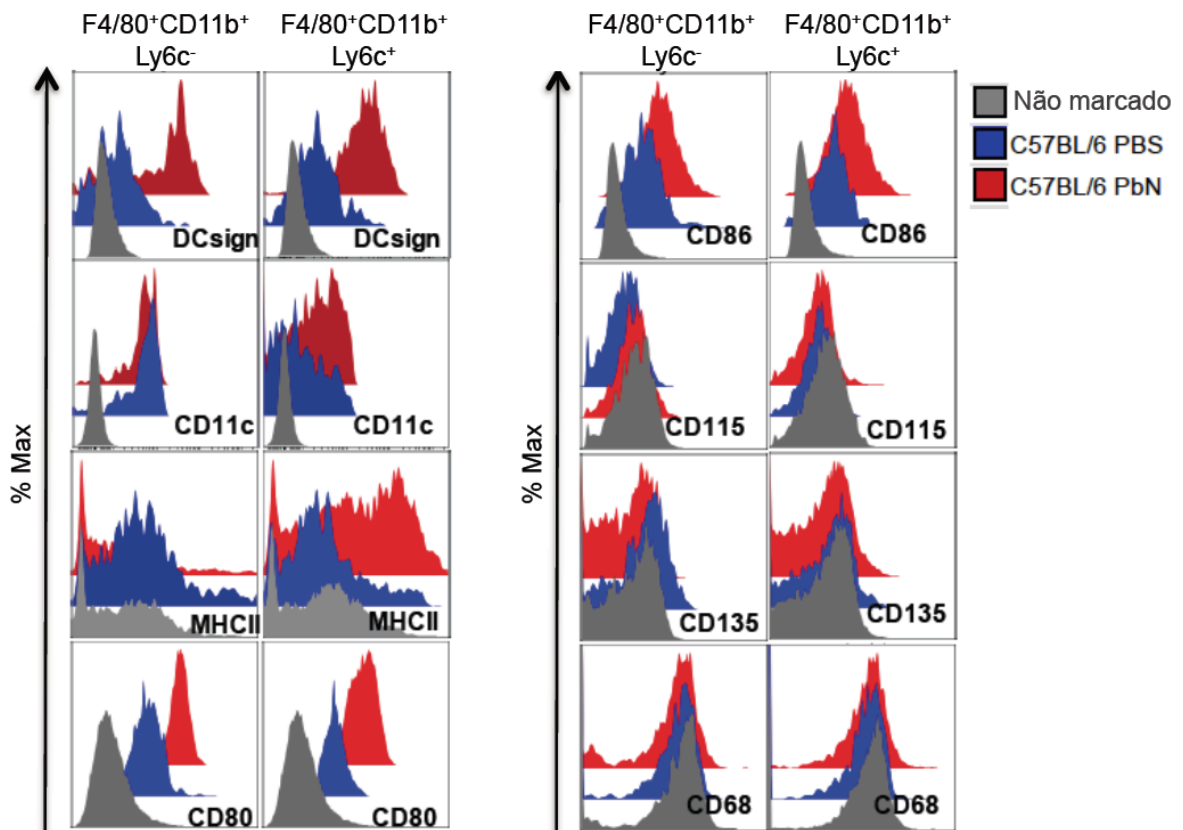 F4/80⁺CD11b⁺
Ly6c⁻
F4/80⁺CD11b⁺
Ly6c⁺
DCsign
DCsign
CD11c
CD11c
MHCII
MHCII
CD80
CD80
% Max
F4/80⁺CD11b⁺
Ly6c⁻
F4/80⁺CD11b⁺
Ly6c⁺
CD86
CD86
CD115
CD115
CD135
CD135
CD68
CD68
% Max
Não marcado
C57BL/6 PBS
C57BL/6 PbN